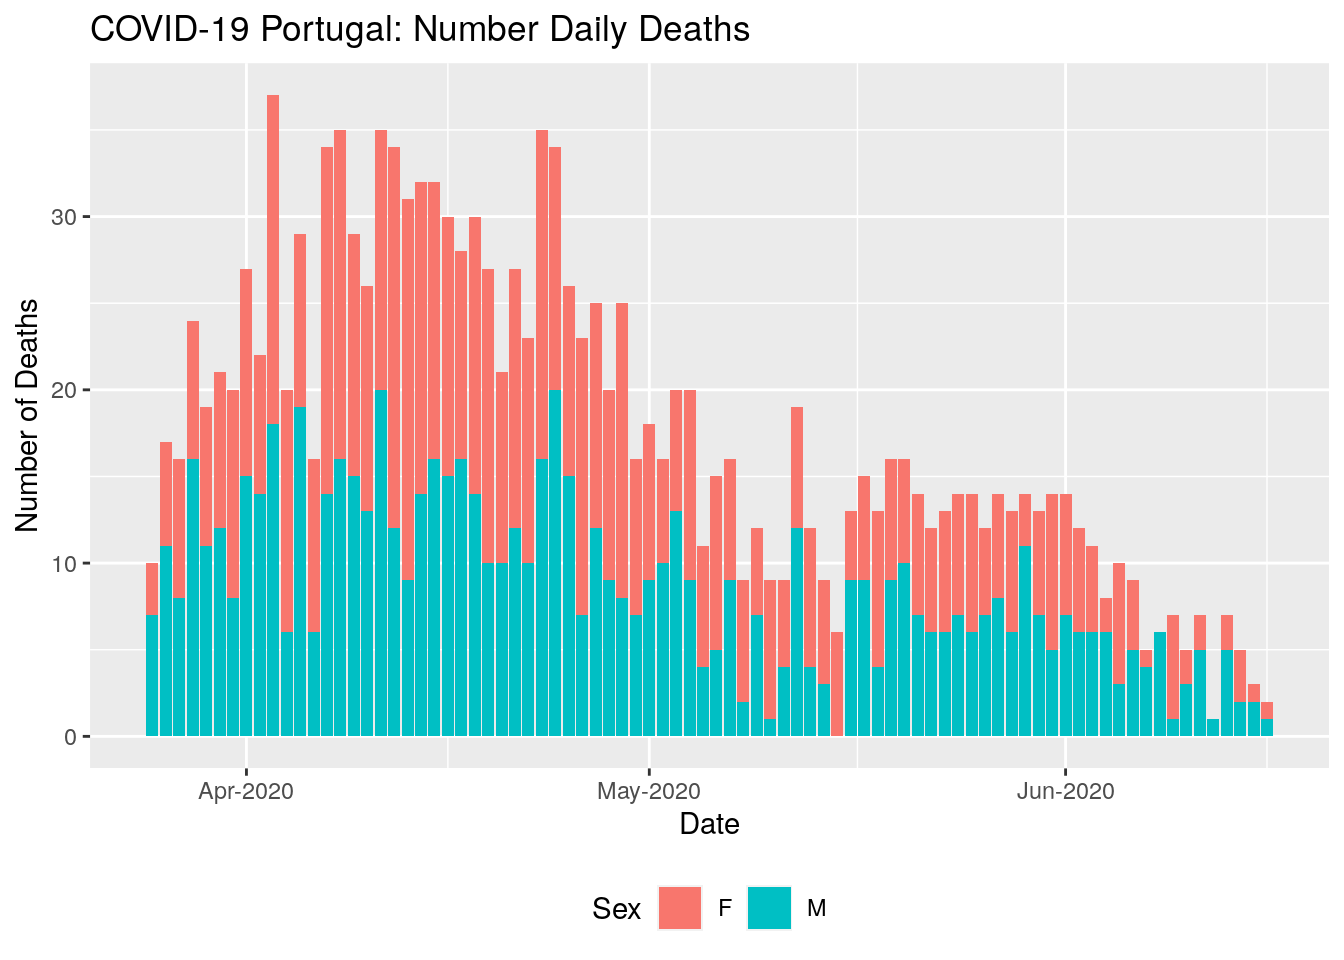 COVID-19 Portugal: Number Daily Deaths
Number of Deaths
30
20
10
0
Apr-2020 May-2020 Jun-2020
Date
Sex F M